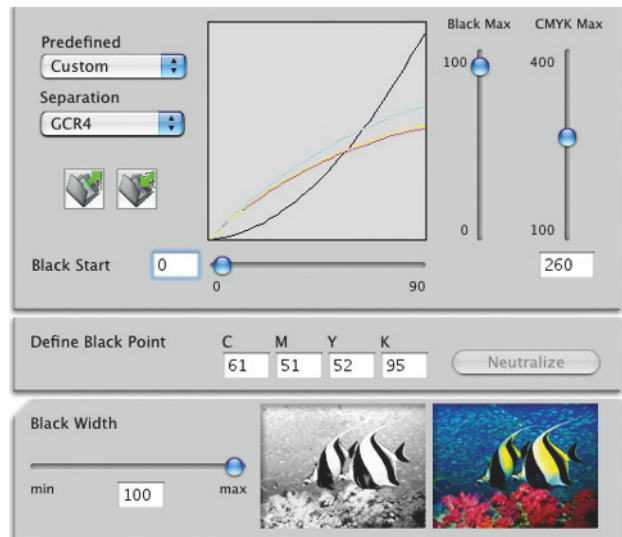 Predefined
Custom
Separation
GCR4
Black Start 0
0 90
Black Max CMYK Max
100 400
0 100
260
Define Black Point
C M Y K
61 51 52 95
Neutralize
Black Width
min 100 max